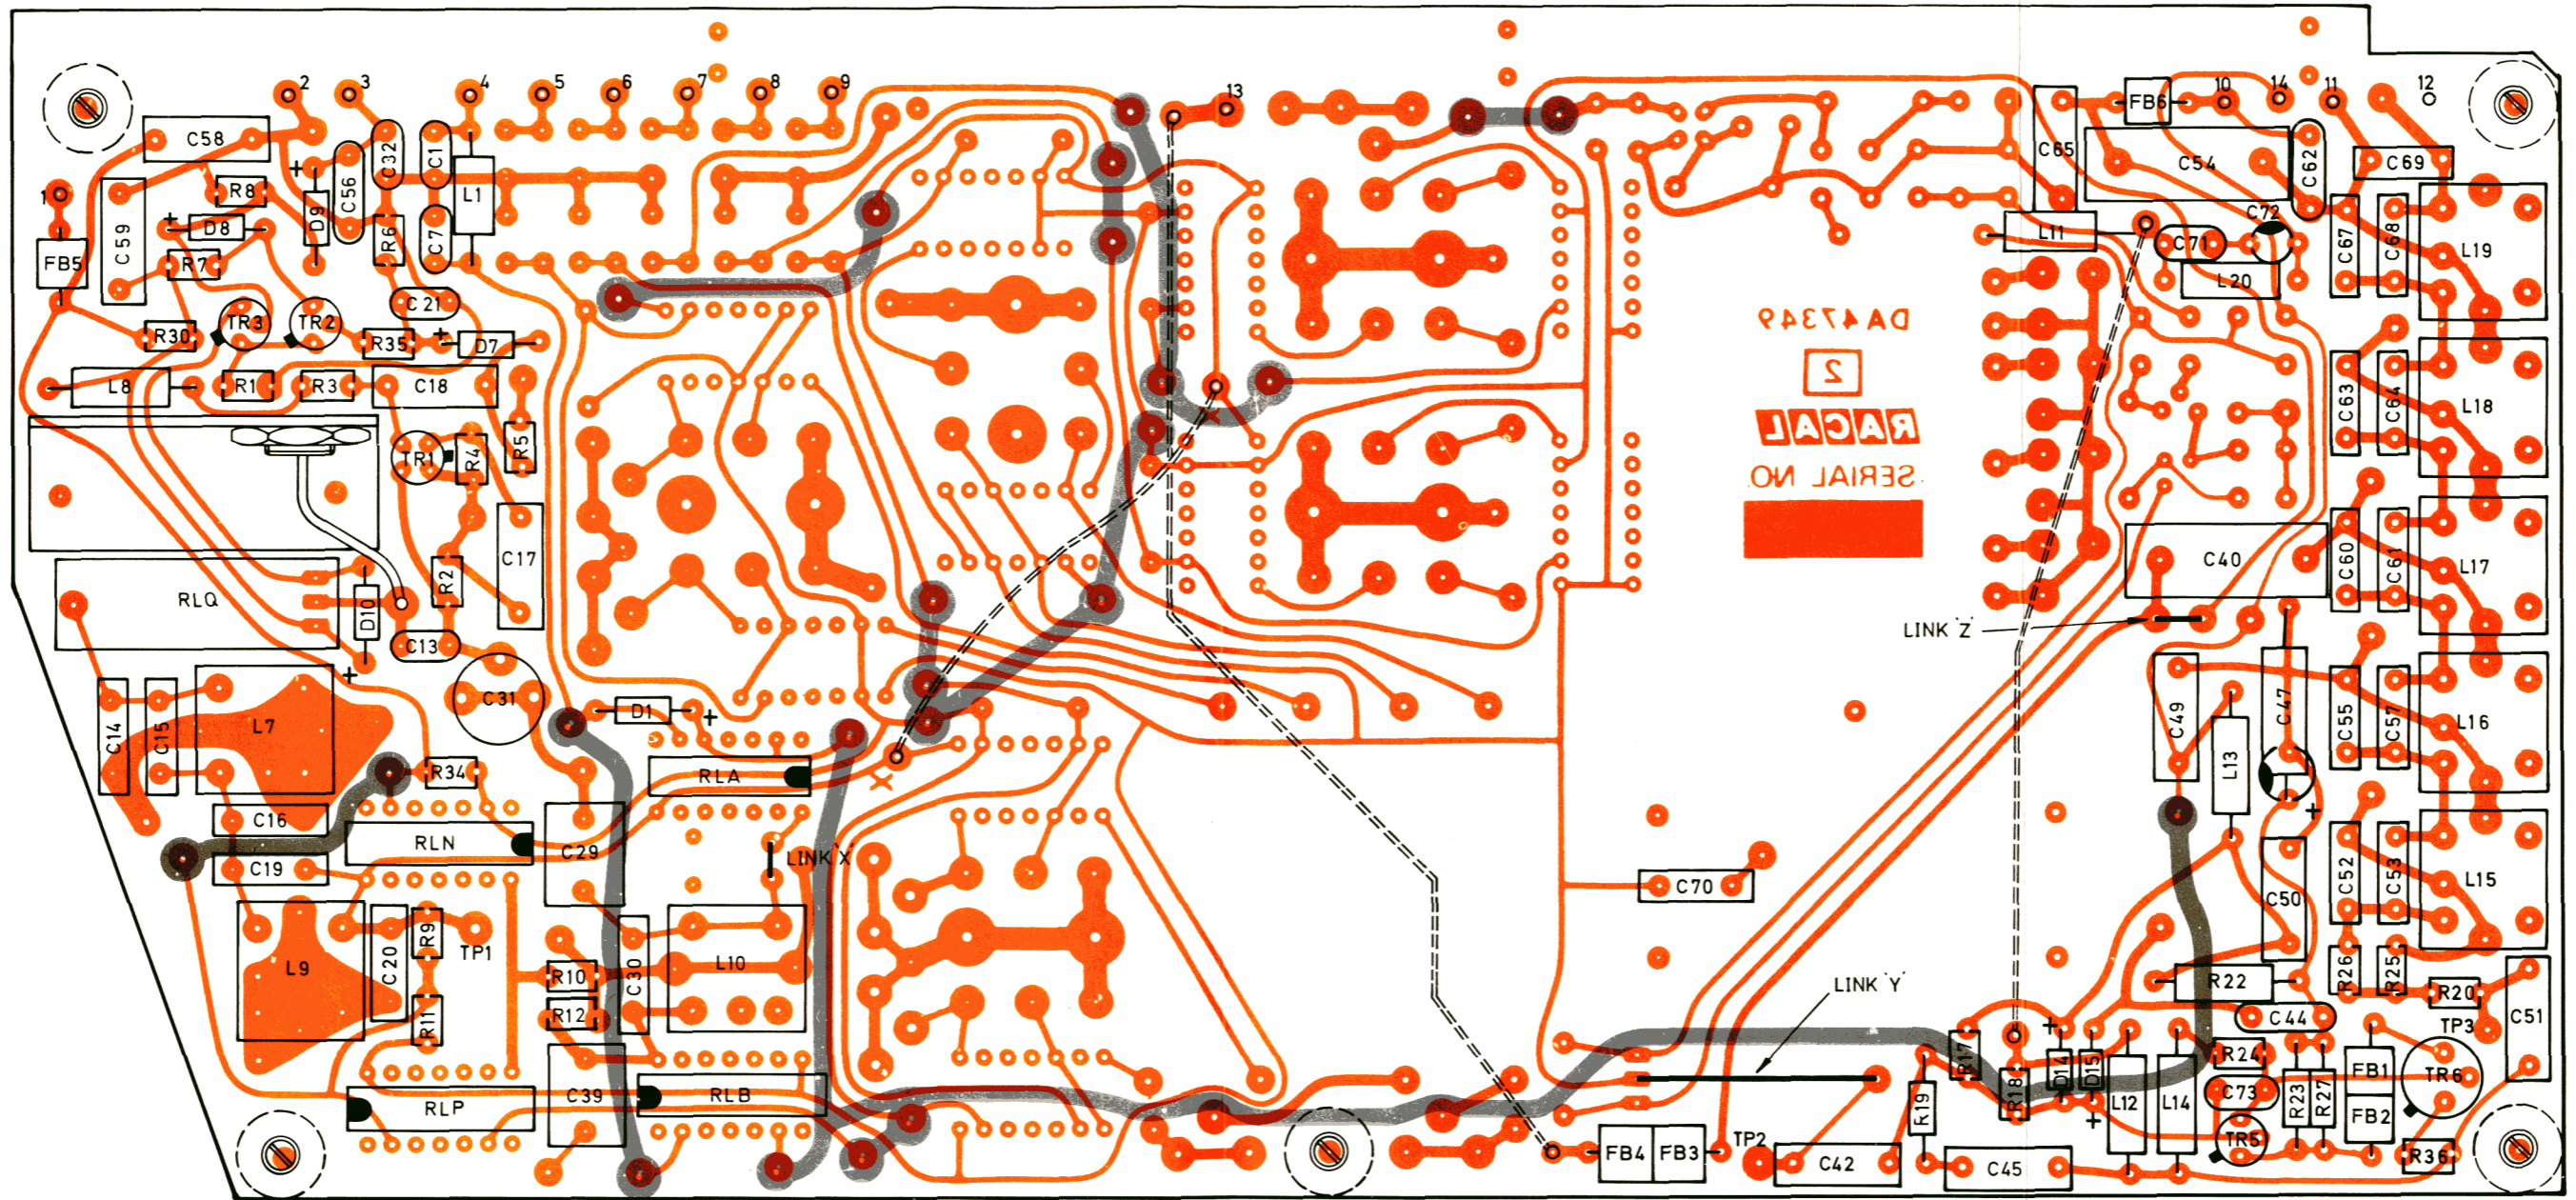 2 3 4 5 6 7 8 9 13 10 14 11 12
C58 C32 C1 C65 FB6 C54 C62 C69
1 R8 C56 L1
C59 D8 D9 R6 C7 L11 C71 C72 C67 C68 L19
FB5 R7 L20
C21
R30 TR3 TR2 R35 D7 DA47349
L8 R1 R3 C18 2 C63 C64 L18
TR1 R4 R5 RACAL
SERIAL NO
RLQ D10 R2 C17 C40 C60 C61 L17
C13 LINK 'Z'
C14 C15 L7 C31 D1 C49 L13 C47 C55 C57 L16
R34 RLA
C16 RLN C29 LINK 'X'
C19 C70 C50 C52 C53 L15
L9 C20 R9 TP1 R10 C30 L10 R22 R26 R25 R20
R11 R12 LINK 'Y' C44 TP3 C51
RLP C39 RLB R17 R18 D14 D15 L12 L14 R24 C73 R23 R27 FB1 TR6
R19 FB2
FB4 FB3 TP2 C42 C45 TR5 R36